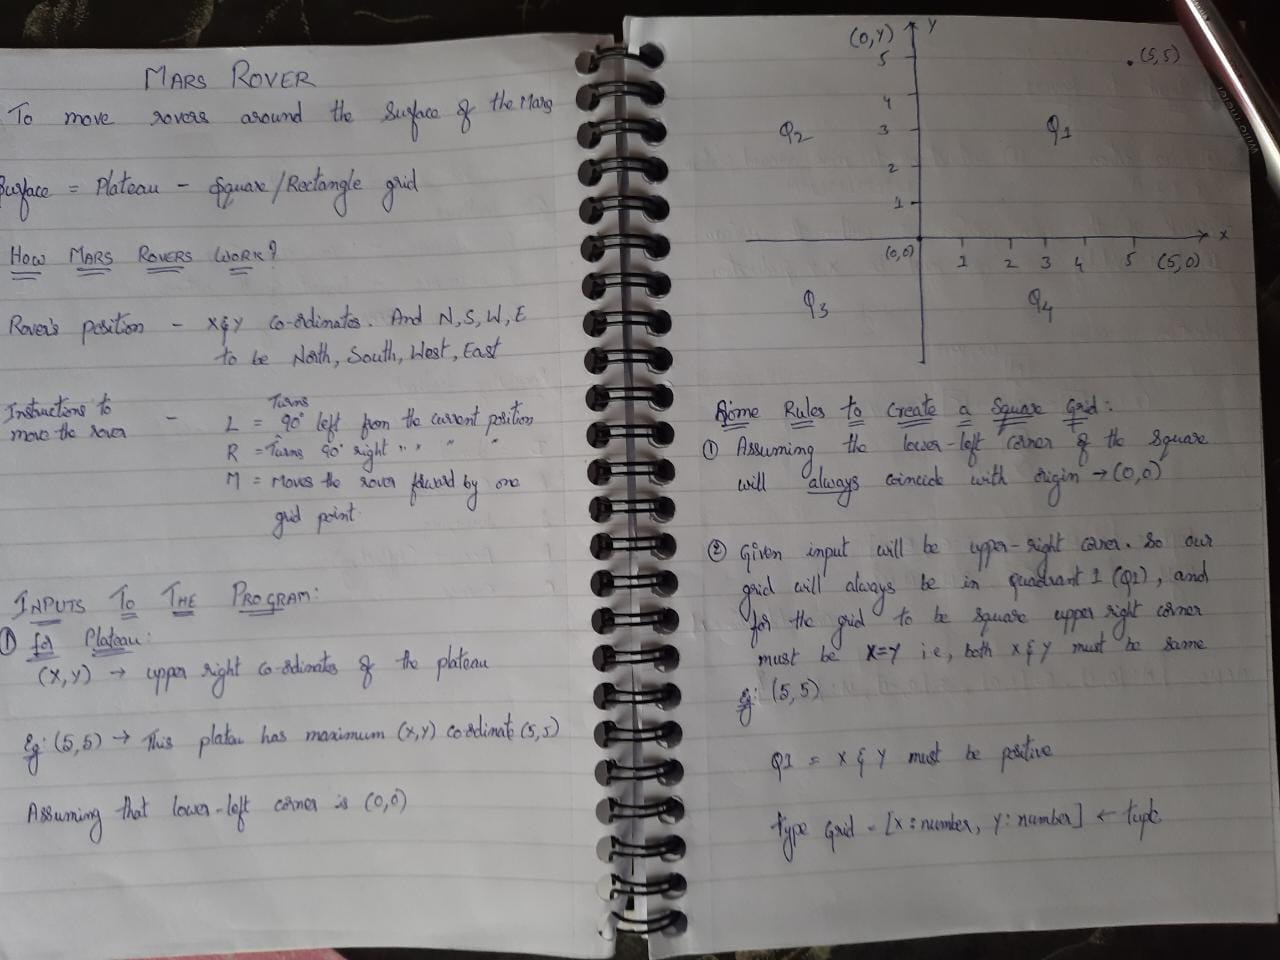 MARS ROVER
To move rovers around the Surface of the Mars
Surface = Plateau - Square/Rectangle grid
HOW MARS ROVERS WORK?
Rover's position - X & Y co-ordinates. And N, S, W, E
to be North, South, West, East
Instructions to move the rover - L = Turns 90° left from the current position
R = Turns 90° right " " " "
M = Moves the rover forward by one
grid point.
INPUTS TO THE PROGRAM:
① for Plateau:
(X,Y) → upper right co-ordinates of the plateau
Eg: (5,5) → This plateau has maximum (X,Y) coordinate (5,5)
Assuming that lower-left corner is (0,0)
(0,Y) Y
5 .(5,5)
4
Q2 3 Q1
2
1
(0,0) 1 2 3 4 5 (5,0) X
Q3 Q4
Some Rules to create a Square Grid:
① Assuming the lower-left corner of the square
will always coincide with origin → (0,0)
② Given input will be upper-right corner. So our
grid will always be in quadrant 1 (Q1), and
for the grid to be square upper right corner
must be X=Y i.e, both X & Y must be same
Eg: (5,5)
Q1 = X & Y must be positive
type Grid = [X: number, Y: number] ← tuple